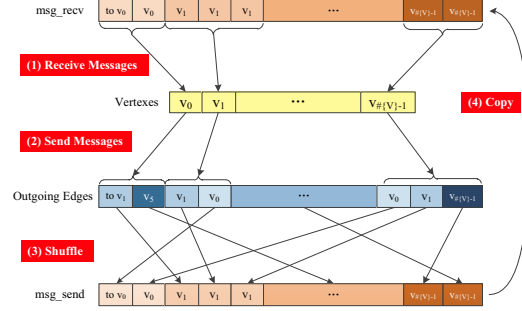 msg_recv to v0 v0 v1 v1 v1 ... v#{V}-1 v#{V}-1
(1) Receive Messages
(4) Copy
Vertexes v0 v1 ... v#{V}-1
(2) Send Messages
Outgoing Edges to v1 v5 v1 v0 ... v0 v1 v#{V}-1
(3) Shuffle
msg_send to v0 v0 v1 v1 v1 ... v#{V}-1 v#{V}-1